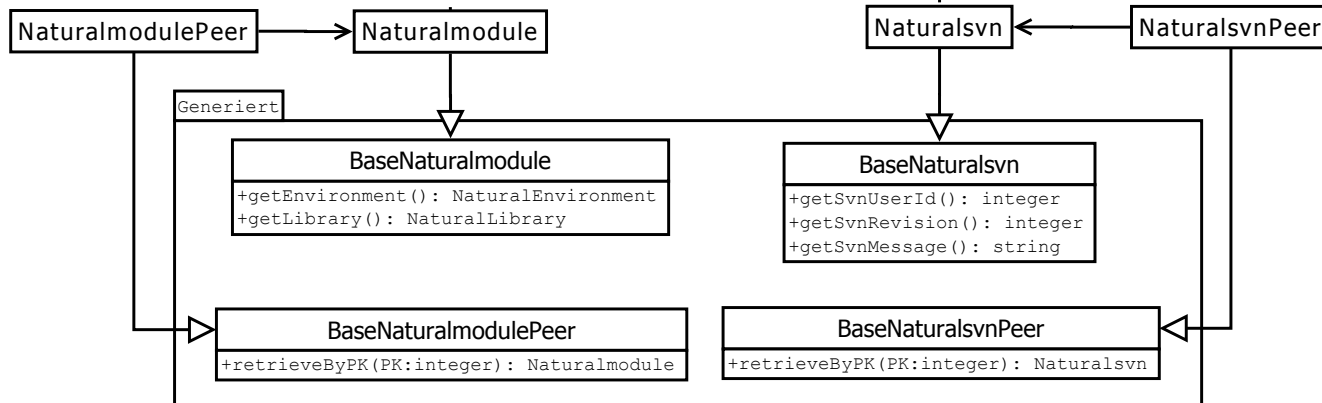 NaturalmodulePeer
Naturalmodule
Naturalsvn
NaturalsvnPeer
Generiert
BaseNaturalmodule
+getEnvironment(): NaturalEnvironment
+getLibrary(): NaturalLibrary
BaseNaturalsvn
+getSvnUserId(): integer
+getSvnRevision(): integer
+getSvnMessage(): string
BaseNaturalmodulePeer
+retrieveByPK(PK:integer): Naturalmodule
BaseNaturalsvnPeer
+retrieveByPK(PK:integer): Naturalsvn